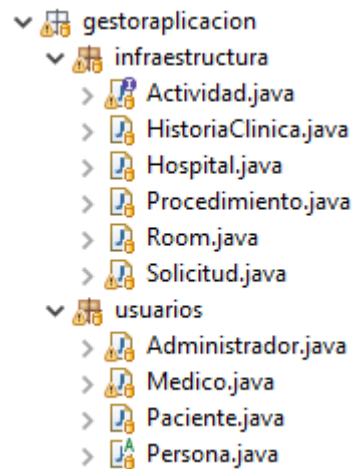 gestoraplicacion
infraestructura
Actividad.java
HistoriaClinica.java
Hospital.java
Procedimiento.java
Room.java
Solicitud.java
usuarios
Administrador.java
Medico.java
Paciente.java
Persona.java